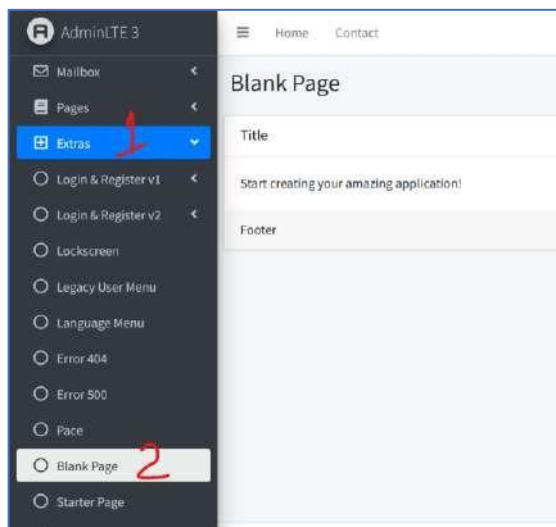 AdminLTE 3
Mailbox
Pages
Extras 1
Login & Register v1
Login & Register v2
Lockscreen
Legacy User Menu
Language Menu
Error 404
Error 500
Pace
Blank Page 2
Starter Page
Home Contact
Blank Page
Title
Start creating your amazing application!
Footer